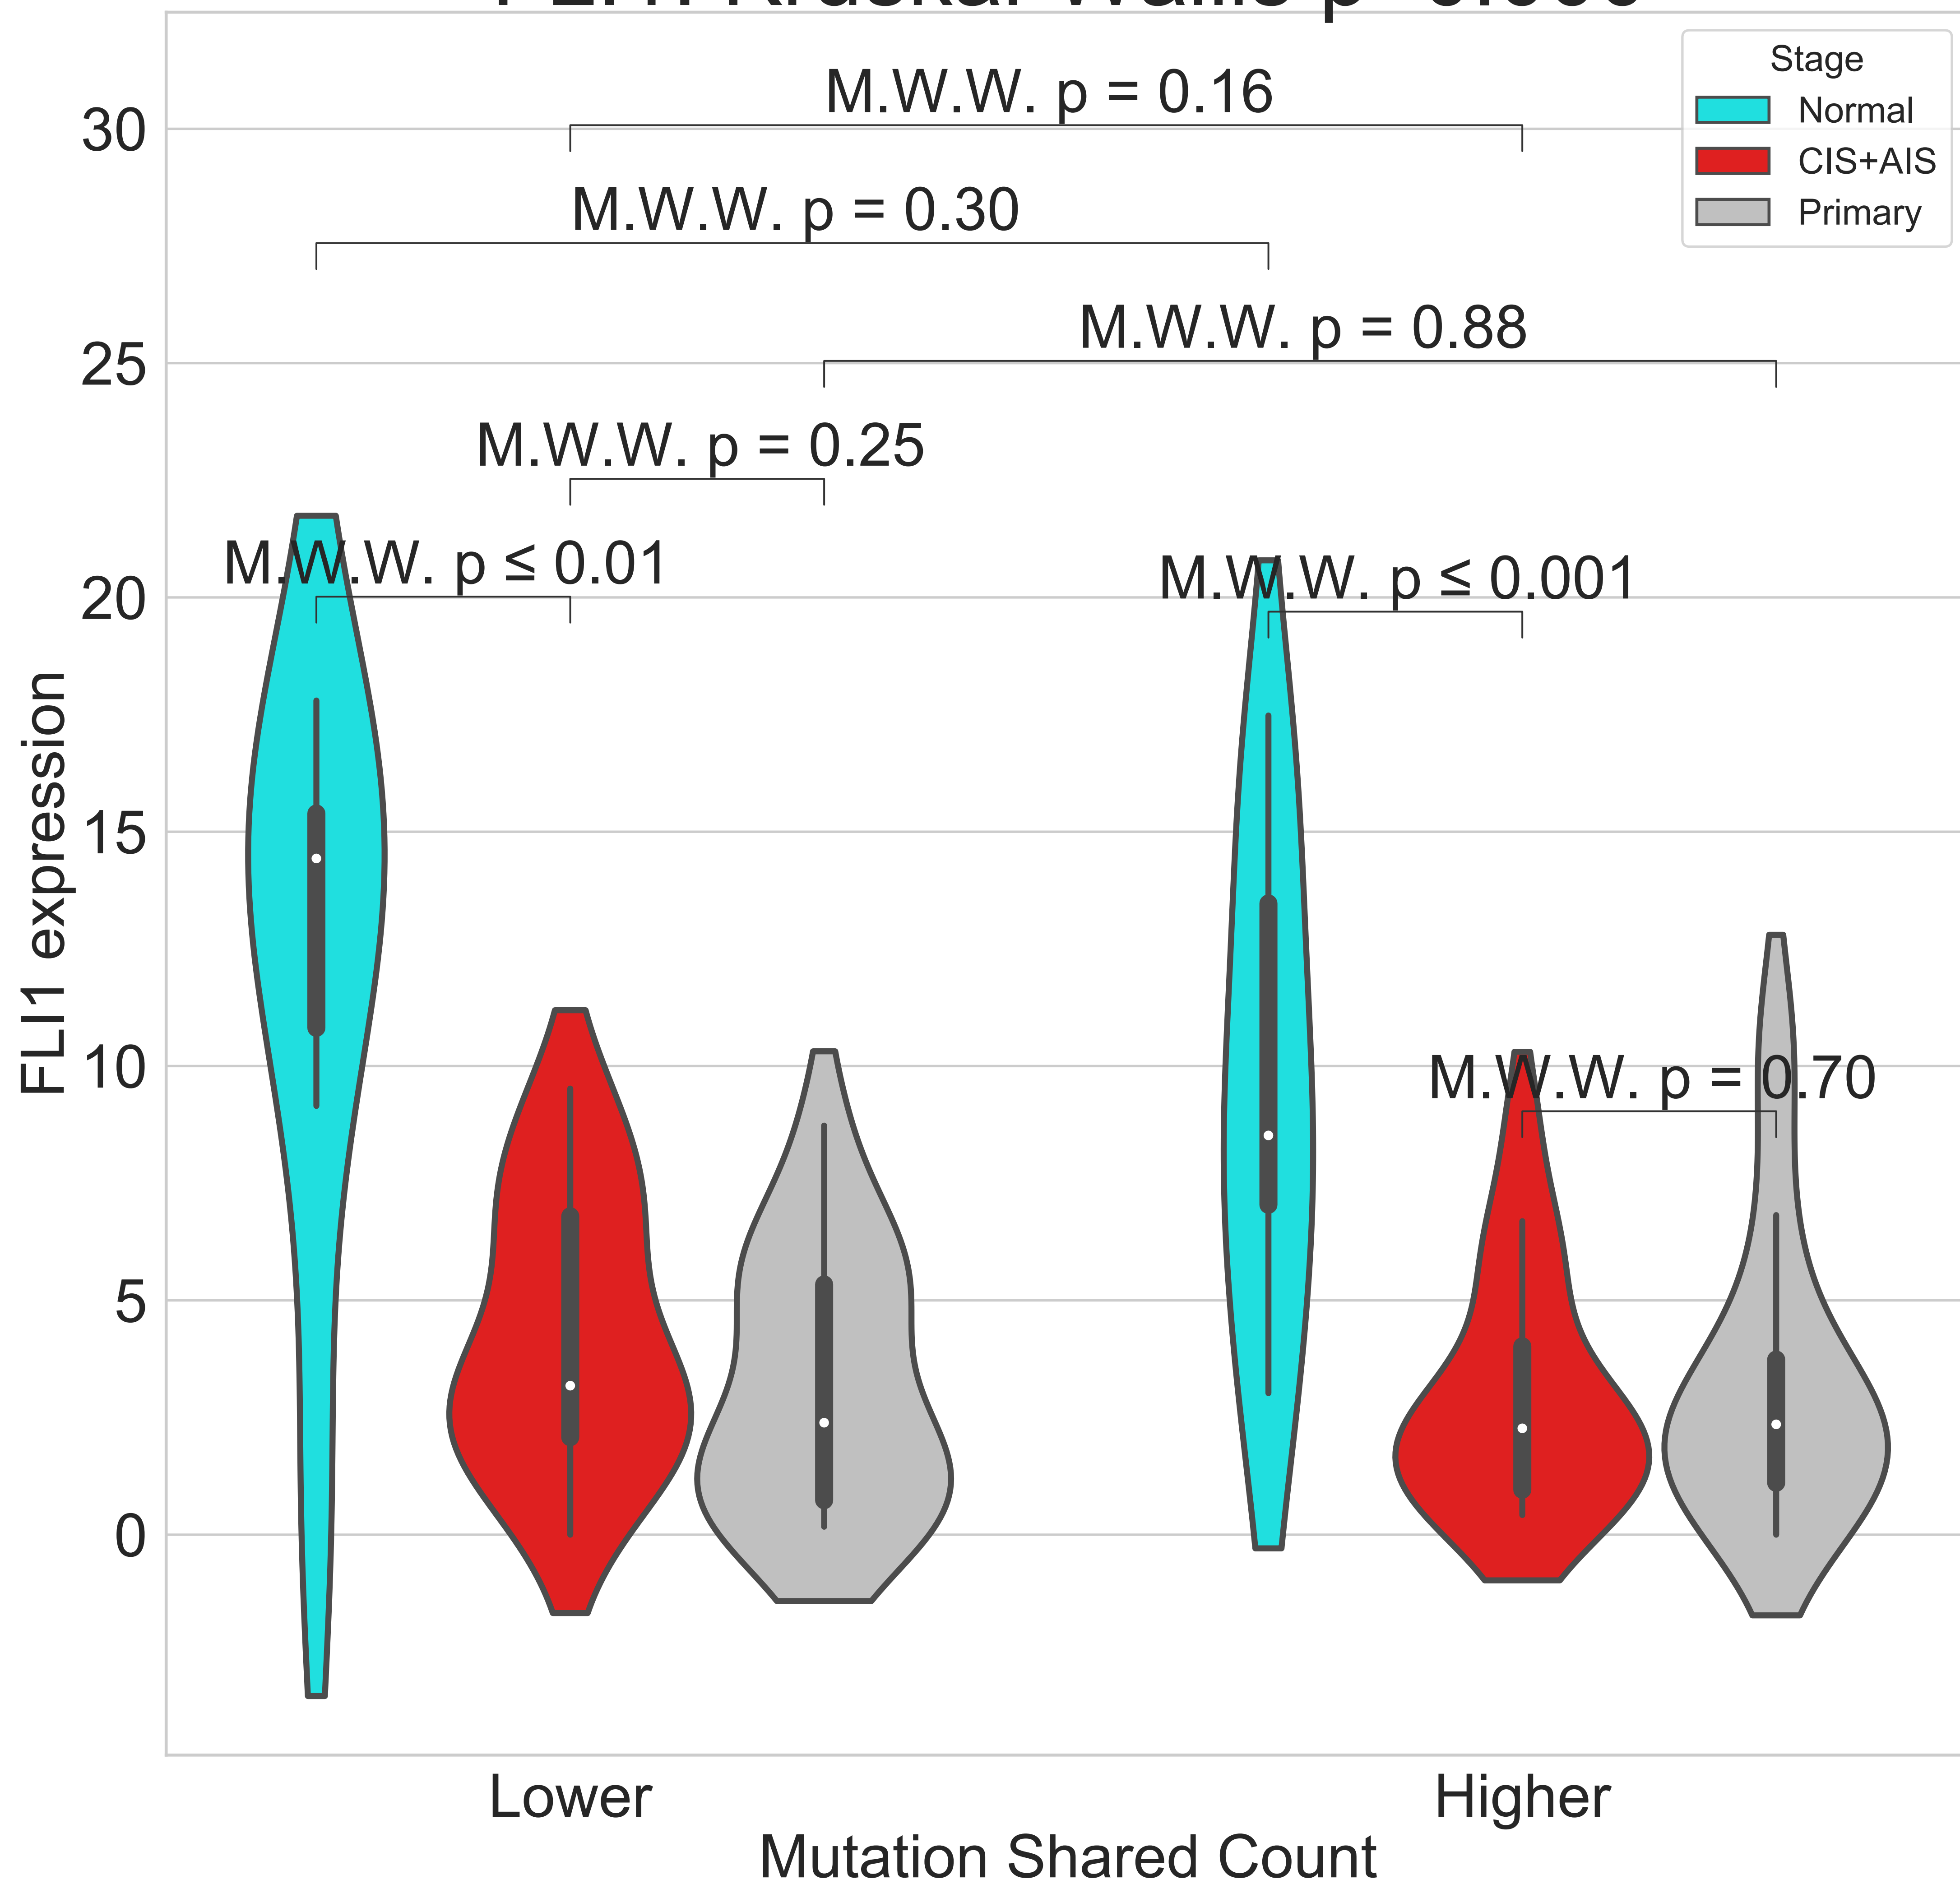 M.W.W. p = 0.16
M.W.W. p = 0.30
M.W.W. p = 0.88
M.W.W. p = 0.25
M.W.W. p ≤ 0.01
M.W.W. p ≤ 0.001
M.W.W. p = 0.70
Stage
Normal
CIS+AIS
Primary
FLI1 expression
30
25
20
15
10
5
0
Lower
Higher
Mutation Shared Count